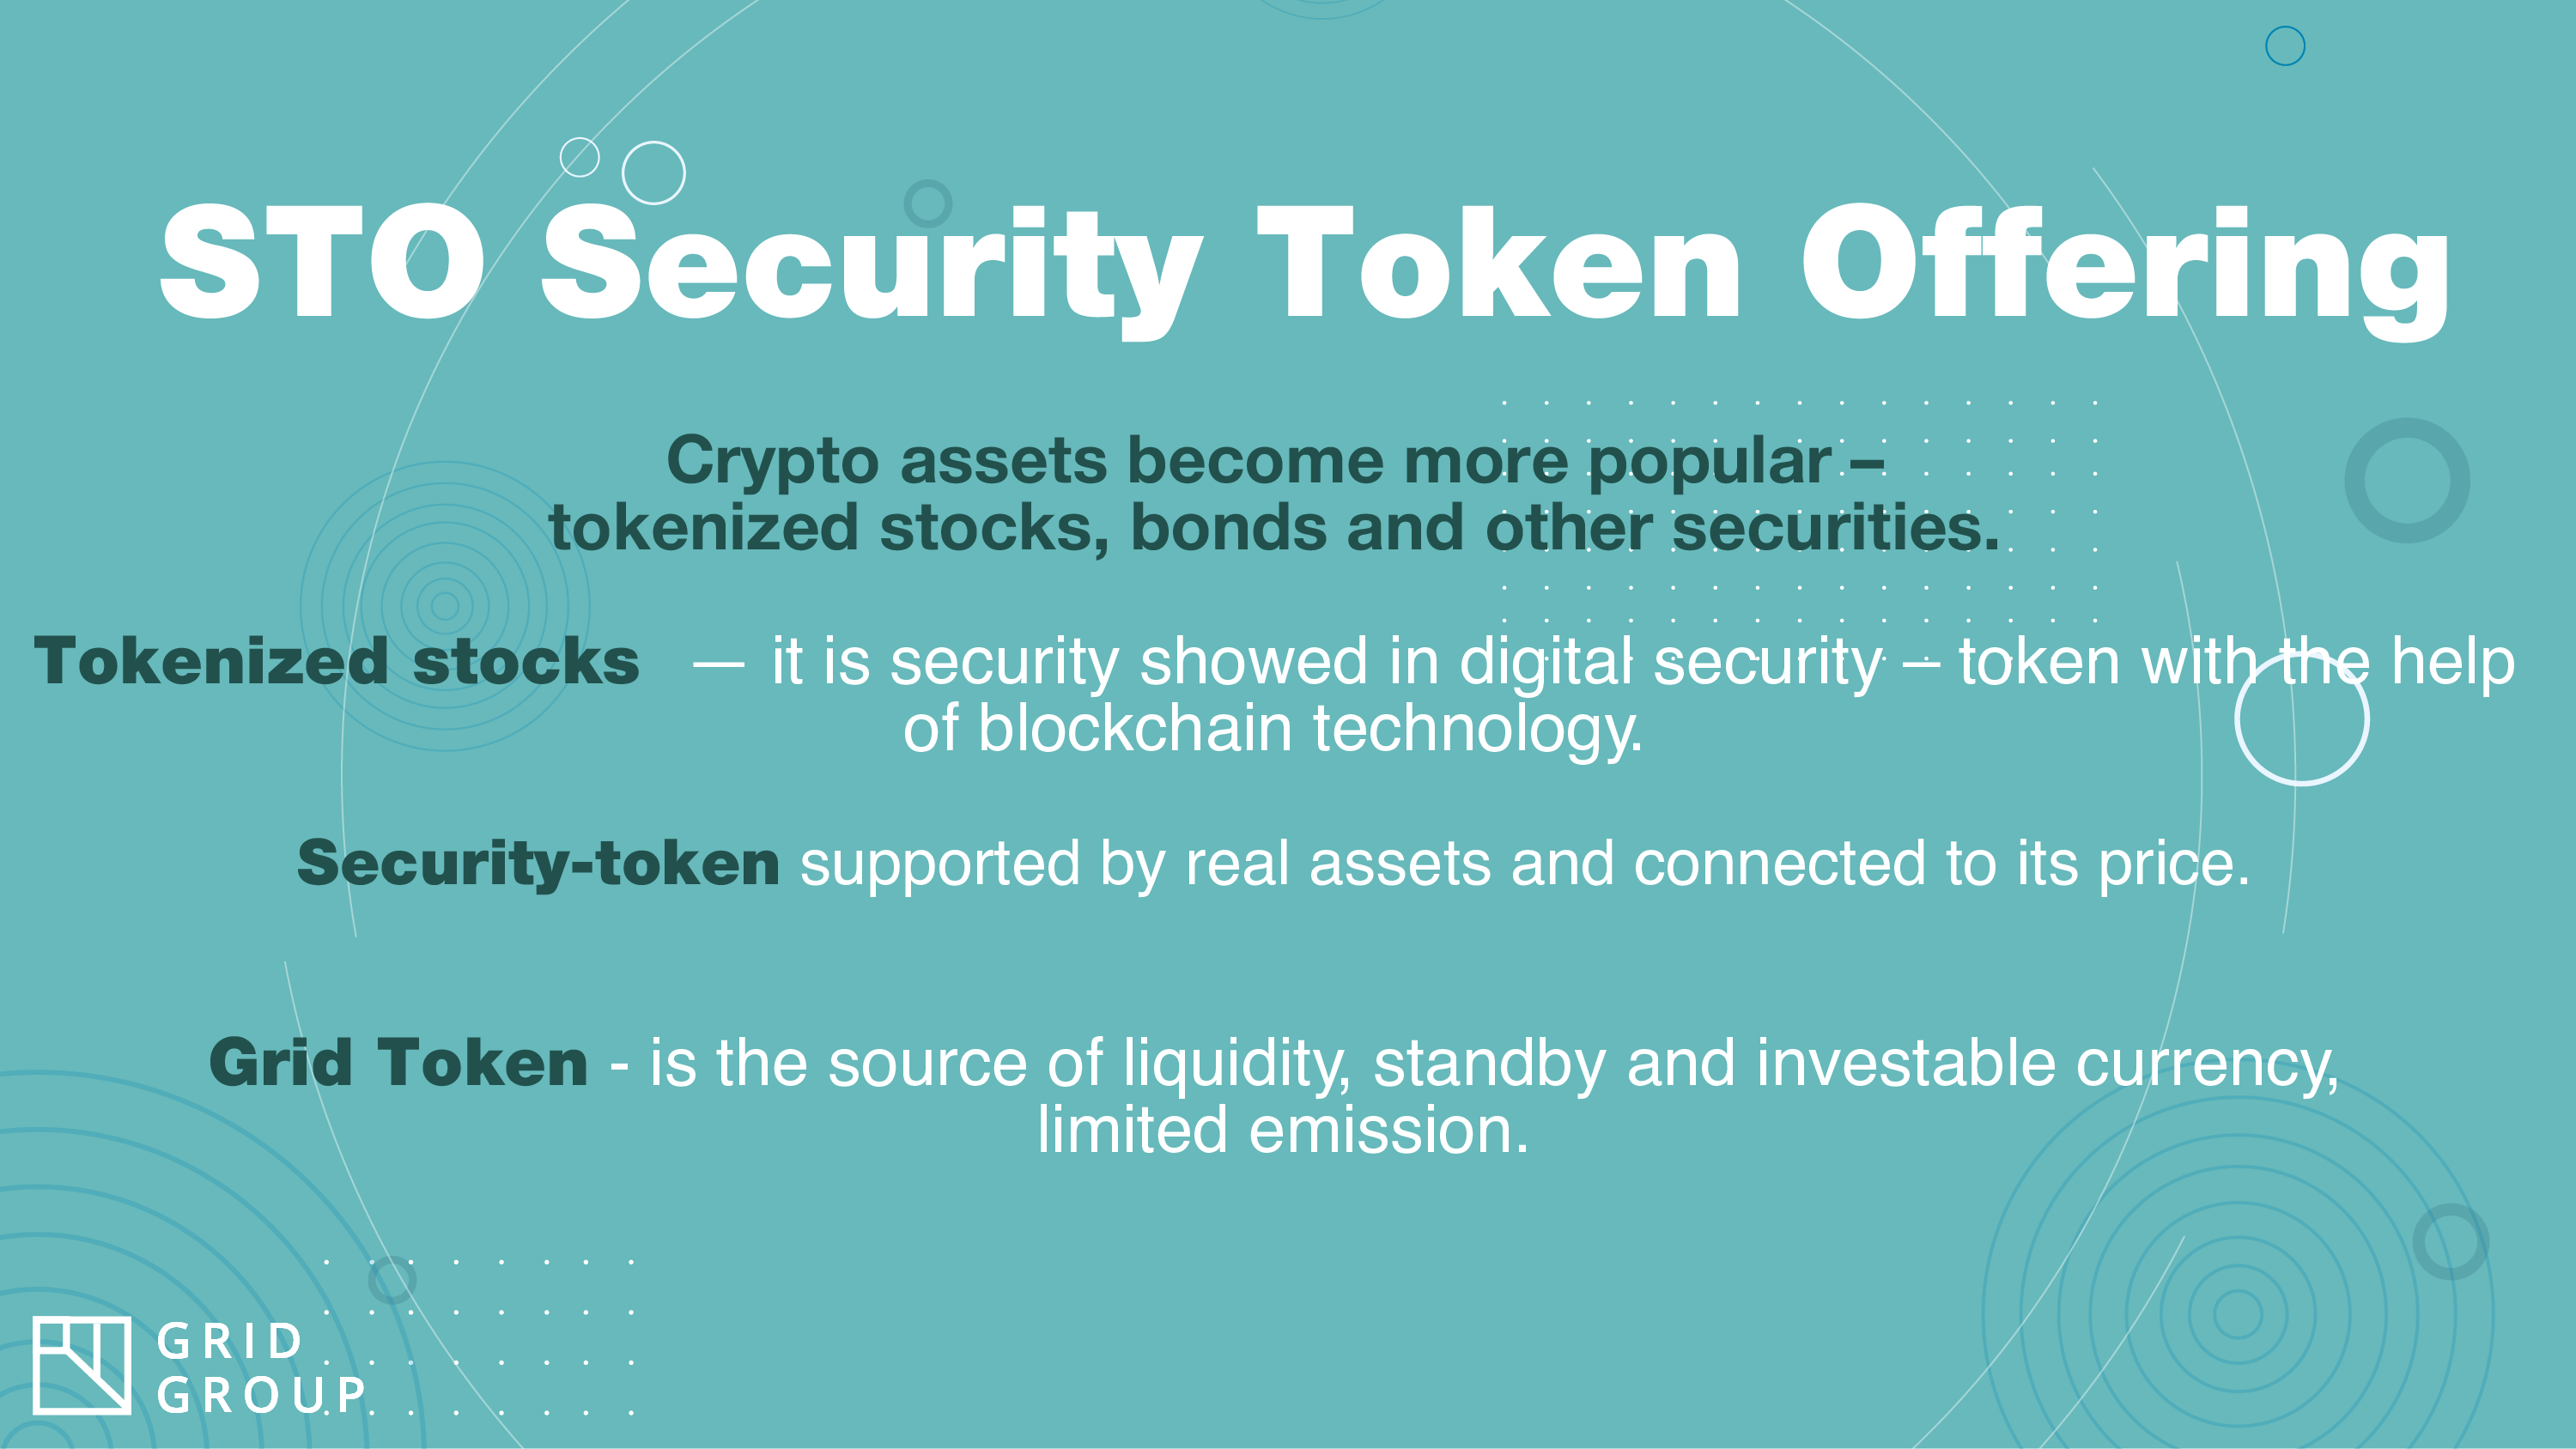 STO Security Token Offering
Crypto assets become more popular –
tokenized stocks, bonds and other securities.
Tokenized stocks — it is security showed in digital security – token with the help
of blockchain technology.
Security-token supported by real assets and connected to its price.
Grid Token - is the source of liquidity, standby and investable currency,
limited emission.
GRID
GROUP